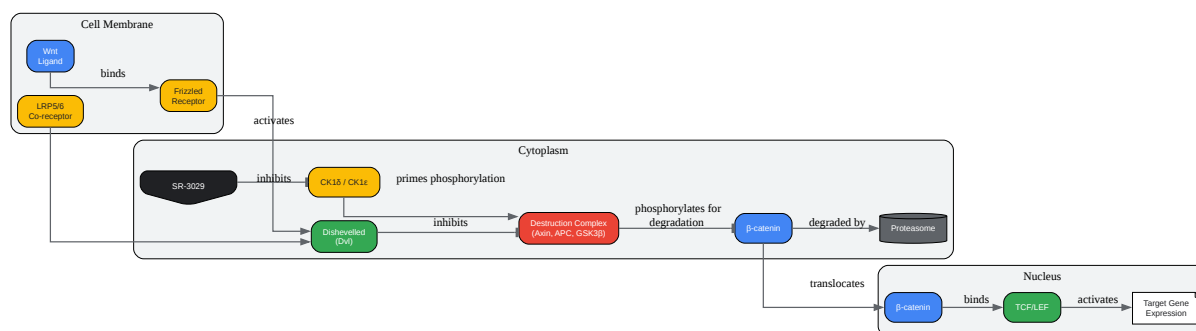 Cell Membrane
Wnt
Ligand
binds
Frizzled
Receptor
LRP5/6
Co-receptor
activates
Cytoplasm
SR-3029
inhibits
CK1δ / CK1ε
primes phosphorylation
Dishevelled
(Dvl)
inhibits
Destruction Complex
(Axin, APC, GSK3β)
phosphorylates for
degradation
β-catenin
degraded by
Proteasome
translocates
Nucleus
β-catenin
binds
TCF/LEF
activates
Target Gene
Expression